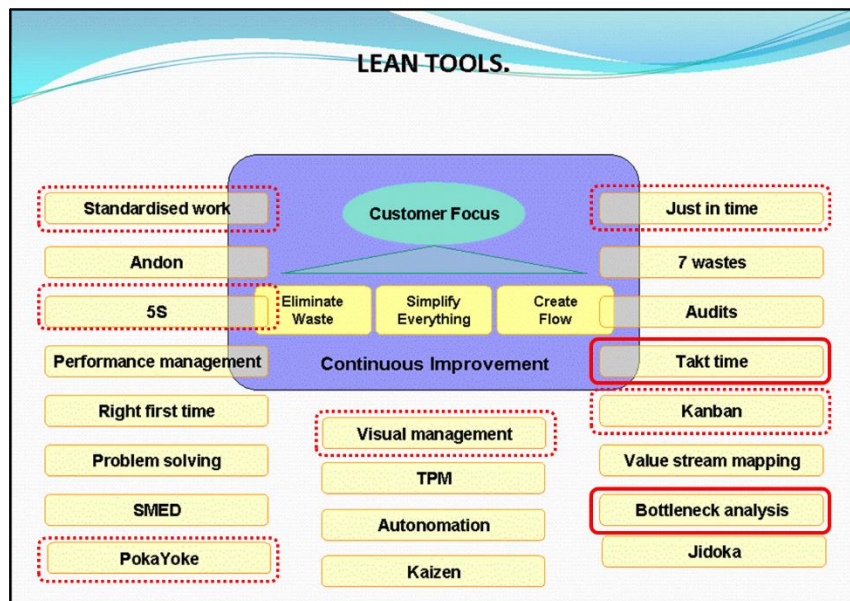 LEAN TOOLS.
Customer Focus
Eliminate
Waste
Simplify
Everything
Create
Flow
Continuous Improvement
Standardised work
Andon
5S
Performance management
Right first time
Problem solving
SMED
PokaYoke
Visual management
TPM
Autonomation
Kaizen
Just in time
7 wastes
Audits
Takt time
Kanban
Value stream mapping
Bottleneck analysis
Jidoka